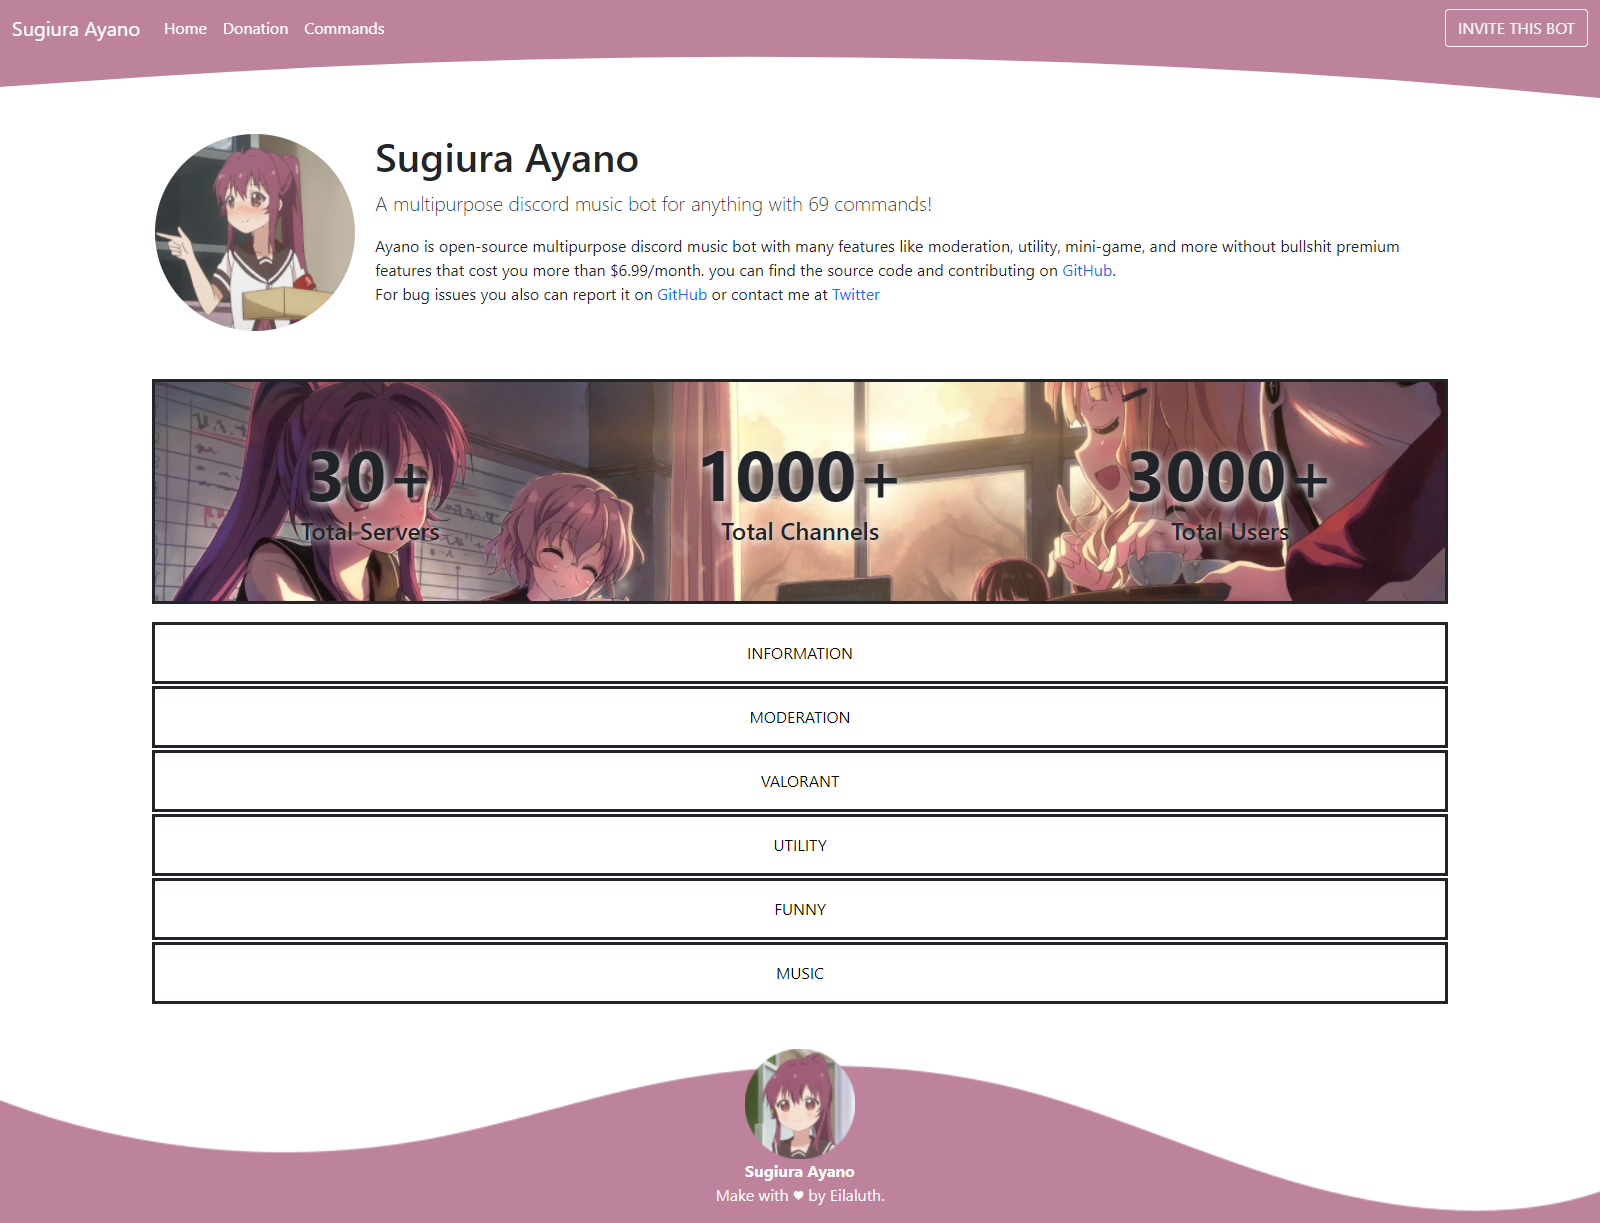 Sugiura Ayano Home Donation Commands INVITE THIS BOT
Sugiura Ayano
A multipurpose discord music bot for anything with 69 commands!
Ayano is open-source multipurpose discord music bot with many features like moderation, utility, mini-game, and more without bullshit premium
features that cost you more than $6.99/month. you can find the source code and contributing on GitHub.
For bug issues you also can report it on GitHub or contact me at Twitter
30+ 1000+ 3000+
Total Servers Total Channels Total Users
INFORMATION
MODERATION
VALORANT
UTILITY
FUNNY
MUSIC
Sugiura Ayano
Make with ♥ by Eilaluth.